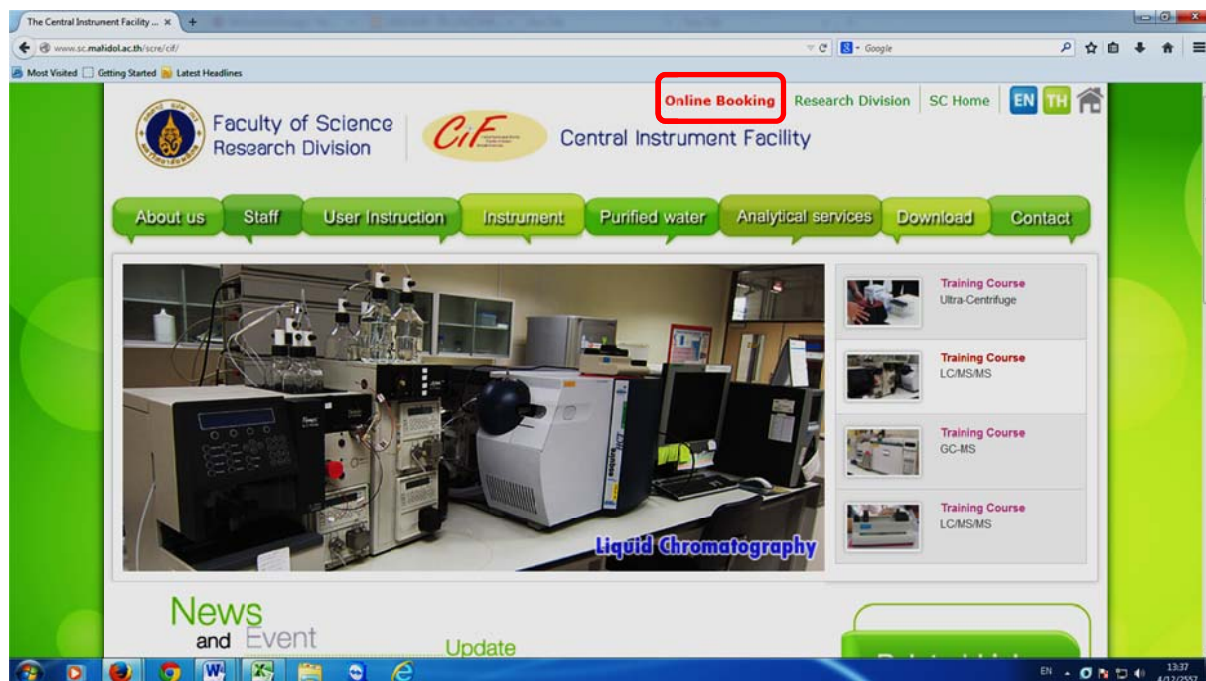 The Central Instrument Facility ...
www.sc.mahidol.ac.th/scre/cif/
Google
Most Visited Getting Started Latest Headlines
Online Booking Research Division SC Home EN TH
Faculty of Science
Research Division
CiF
Central Instrument Facility
About us Staff User Instruction Instrument Purified water Analytical services Download Contact
Training Course
Ultra-Centrifuge
Training Course
LC/MS/MS
Training Course
GC-MS
Training Course
LC/MS/MS
Liquid Chromatography
News
and Event
Update
EN
13:37
4/12/2557